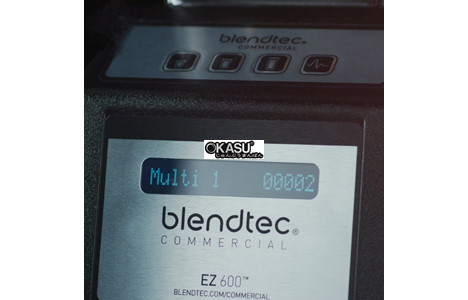 blendtec®
COMMERCIAL
OKASU®
Multi 1 00002
blendtec®
COMMERCIAL
EZ 600™
BLENDTEC.COM/COMMERCIAL